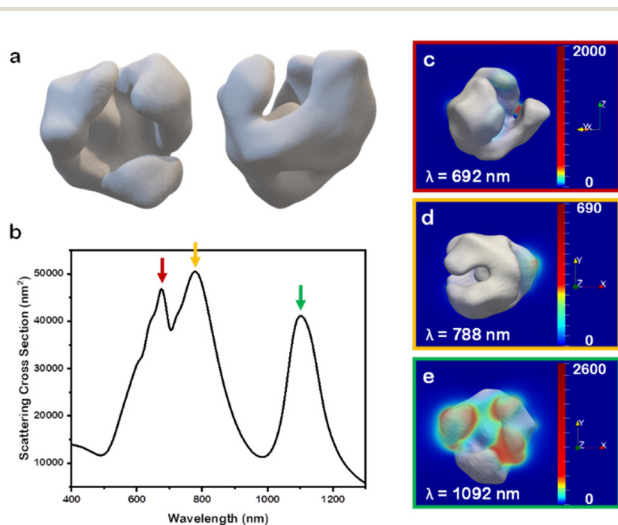 a
b
Scattering Cross Section (nm²)
50000
40000
30000
20000
10000
400
600
800
1000
1200
Wavelength (nm)
c
2000
0
Z
YX
λ = 692 nm
d
690
0
Y
Z
X
λ = 788 nm
e
2600
0
Y
Z
X
λ = 1092 nm